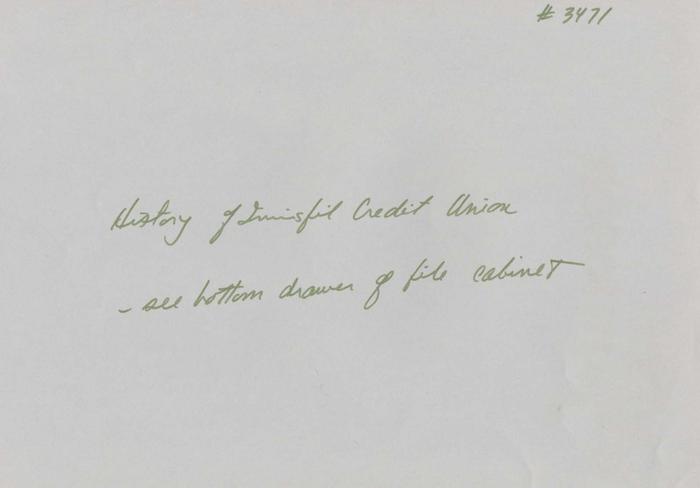 # 3471
History of Innisfil Credit Union
- see bottom drawer of file cabinet